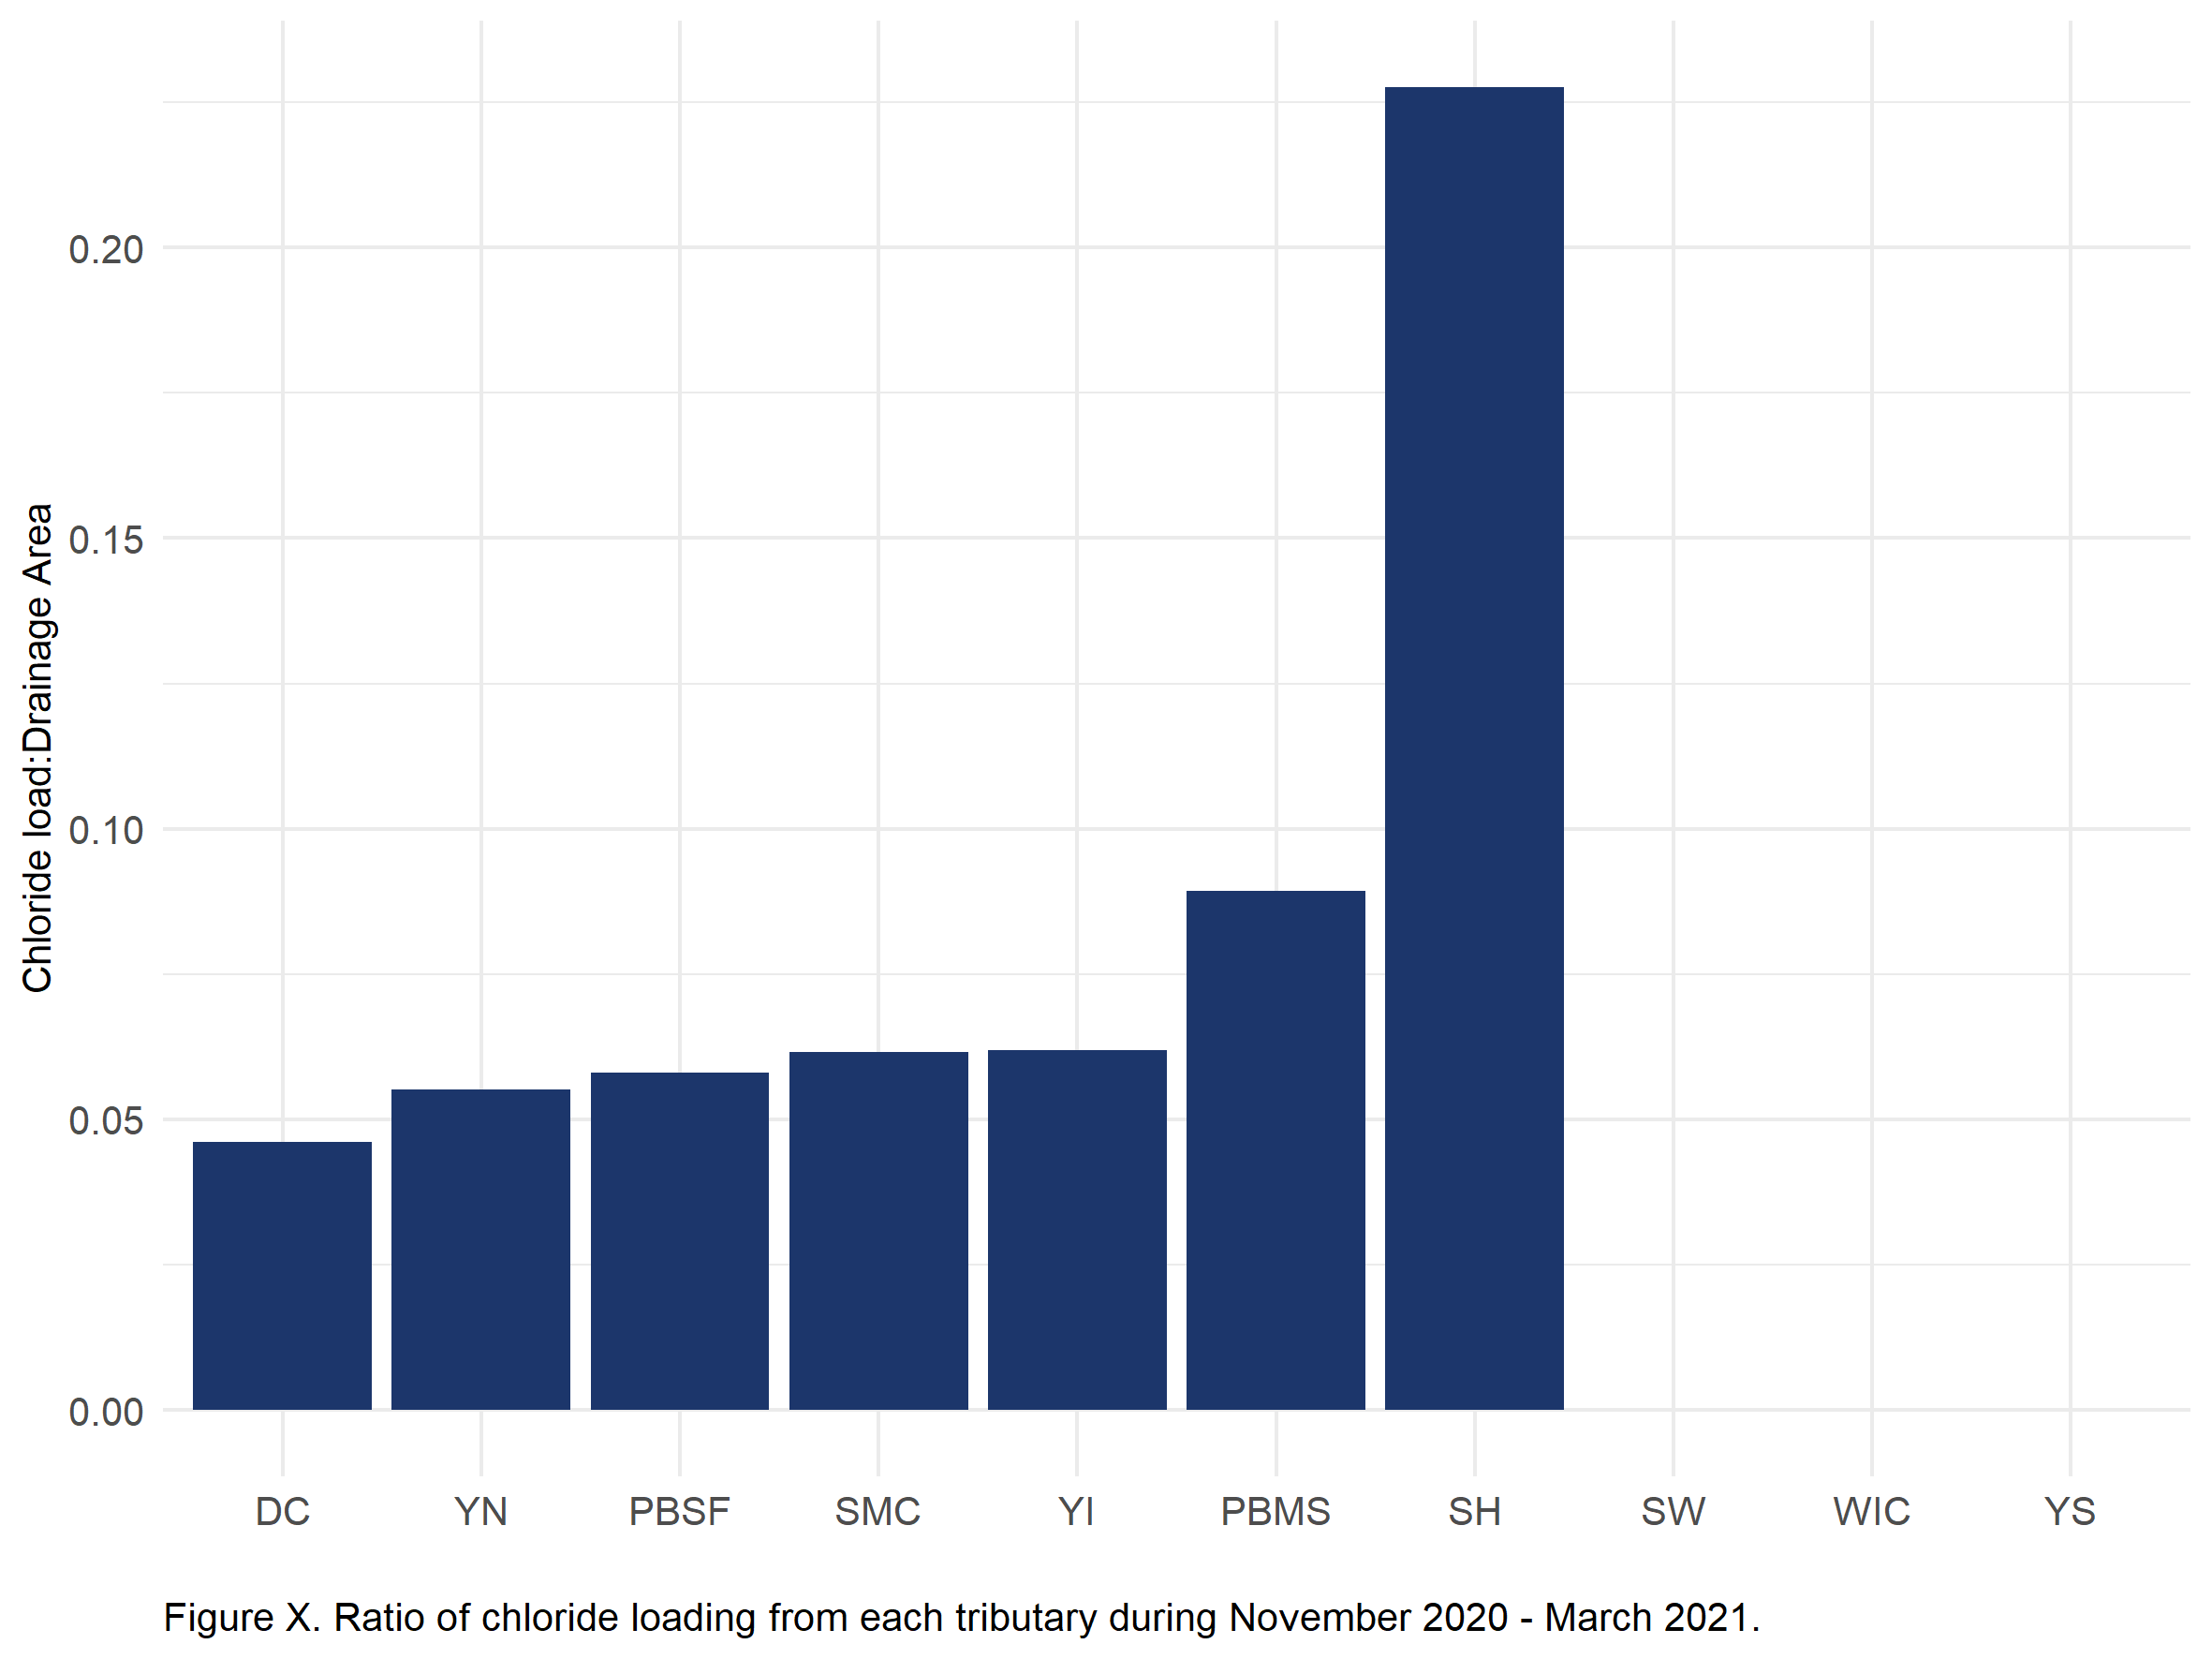 Chloride load:Drainage Area
0.20
0.15
0.10
0.05
0.00
DC YN PBSF SMC YI PBMS SH SW WIC YS
Figure X. Ratio of chloride loading from each tributary during November 2020 - March 2021.